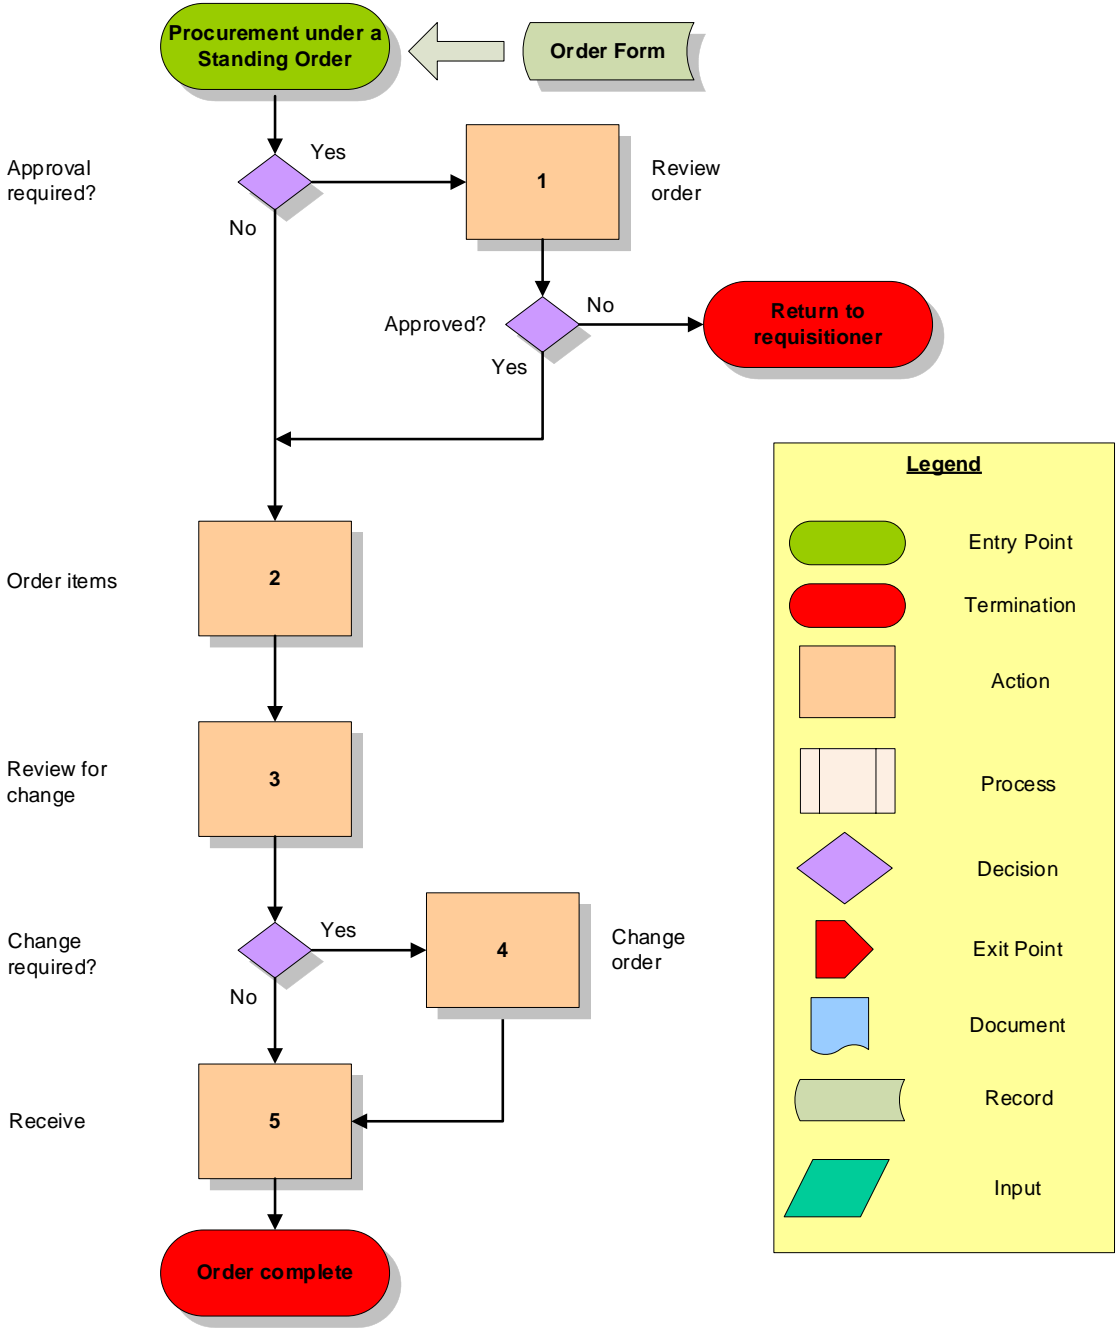 Procurement under a
Standing Order
Order Form
Approval
required?
Yes
No
1
Review
order
Approved?
No
Yes
Return to
requisitioner
Order items
2
Review for
change
3
Change
required?
Yes
No
4
Change
order
Receive
5
Order complete
Legend
Entry Point
Termination
Action
Process
Decision
Exit Point
Document
Record
Input